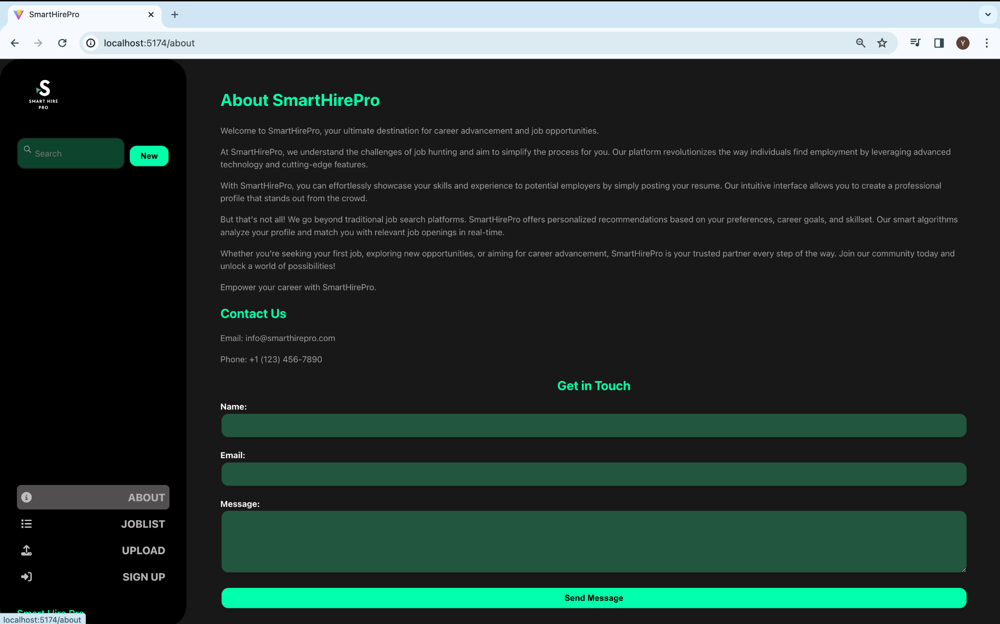 SmartHirePro
localhost:5174/about
Y
S
SMART HIRE
PRO
Search
New
About SmartHirePro
Welcome to SmartHirePro, your ultimate destination for career advancement and job opportunities.
At SmartHirePro, we understand the challenges of job hunting and aim to simplify the process for you. Our platform revolutionizes the way individuals find employment by leveraging advanced
technology and cutting-edge features.
With SmartHirePro, you can effortlessly showcase your skills and experience to potential employers by simply posting your resume. Our intuitive interface allows you to create a professional
profile that stands out from the crowd.
But that's not all! We go beyond traditional job search platforms. SmartHirePro offers personalized recommendations based on your preferences, career goals, and skillset. Our smart algorithms
analyze your profile and match you with relevant job openings in real-time.
Whether you're seeking your first job, exploring new opportunities, or aiming for career advancement, SmartHirePro is your trusted partner every step of the way. Join our community today and
unlock a world of possibilities!
Empower your career with SmartHirePro.
Contact Us
Email: info@smarthirepro.com
Phone: +1 (123) 456-7890
Get in Touch
Name:
Email:
Message:
Send Message
ABOUT
JOBLIST
UPLOAD
SIGN UP
Smart Hire Pro
localhost:5174/about